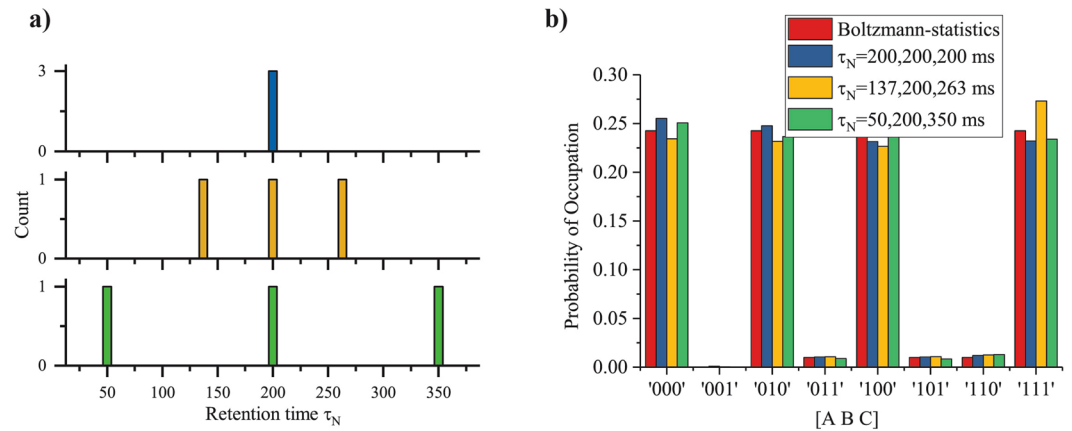 a)
3
1
0
1
0
1
0
50 100 150 200 250 300 350
Count
Retention time τN
b)
Boltzmann-statistics
τN=200,200,200 ms
τN=137,200,263 ms
τN=50,200,350 ms
0.30
0.25
0.20
0.15
0.10
0.05
0.00
'000' '001' '010' '011' '100' '101' '110' '111'
Probability of Occupation
[A B C]